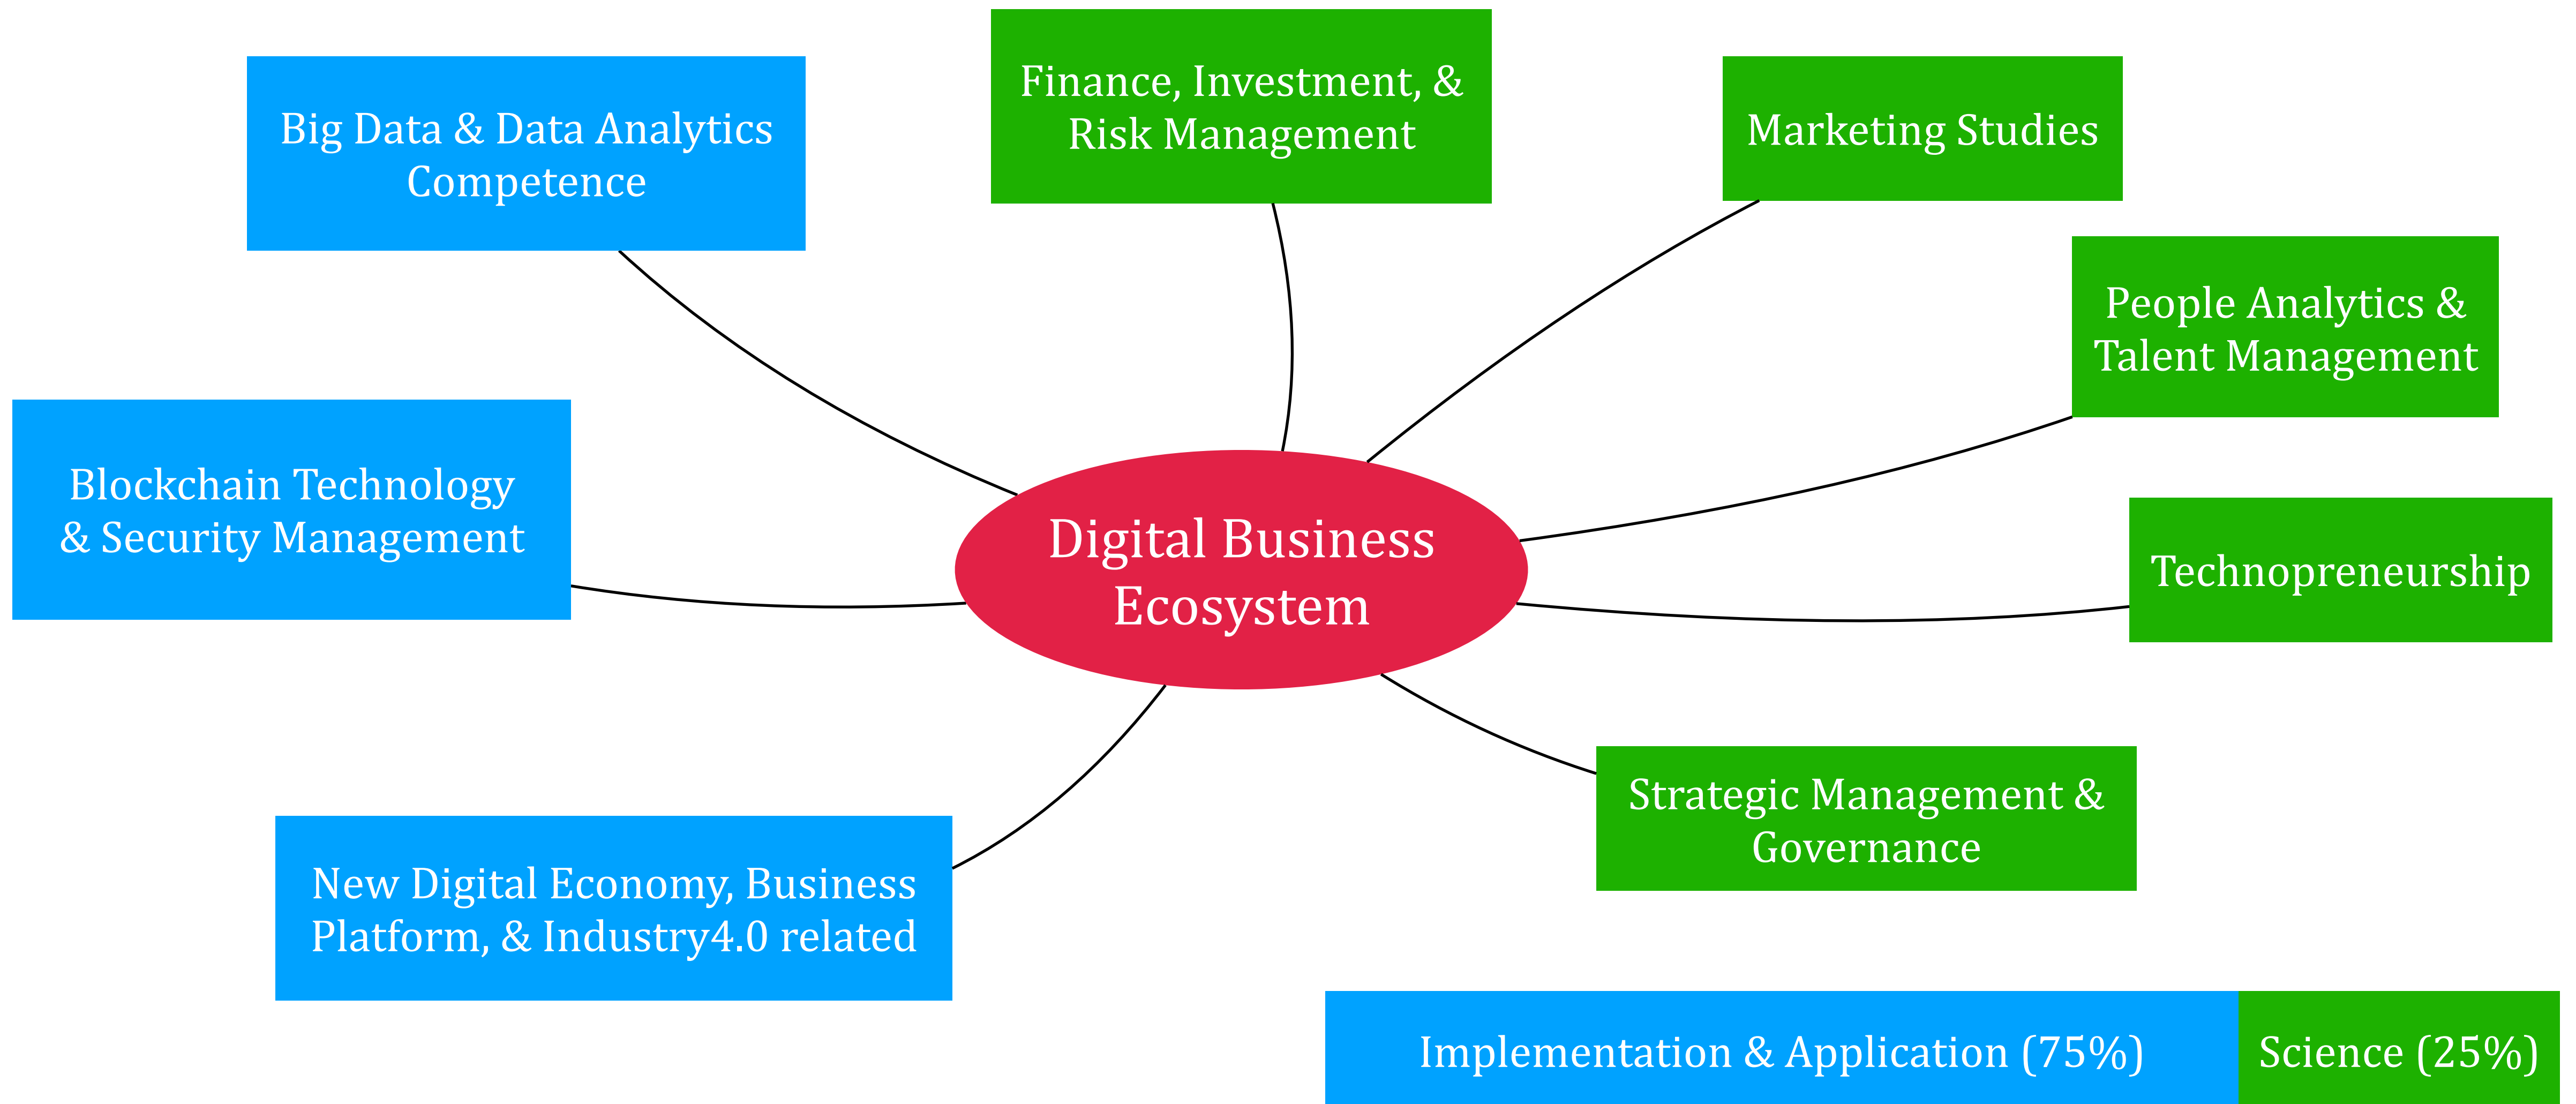 Finance, Investment, &
Risk Management
Big Data & Data Analytics
Competence
Marketing Studies
People Analytics &
Talent Management
Blockchain Technology
& Security Management
Digital Business
Ecosystem
Technopreneurship
Strategic Management &
Governance
New Digital Economy, Business
Platform, & Industry4.0 related
Implementation & Application (75%)
Science (25%)